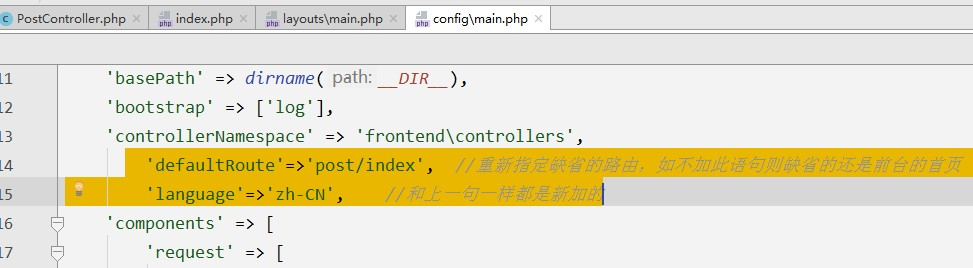 PostController.php × index.php × layouts\main.php × config\main.php ×
11 'basePath' => dirname( path: __DIR__),
12 'bootstrap' => ['log'],
13 'controllerNamespace' => 'frontend\controllers',
14 'defaultRoute'=>'post/index', //重新指定缺省的路由，如不加此语句则缺省的还是前台的首页
15 'language'=>'zh-CN', //和上一句一样都是新加的
16 'components' => [
17 'request' => [